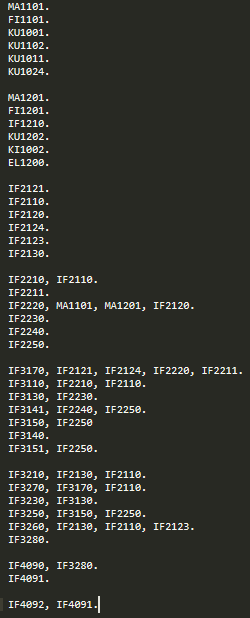 MA1101.
FI1101.
KU1001.
KU1102.
KU1011.
KU1024.

MA1201.
FI1201.
IF1210.
KU1202.
KI1002.
EL1200.

IF2121.
IF2110.
IF2120.
IF2124.
IF2123.
IF2130.

IF2210, IF2110.
IF2211.
IF2220, MA1101, MA1201, IF2120.
IF2230.
IF2240.
IF2250.

IF3170, IF2121, IF2124, IF2220, IF2211.
IF3110, IF2210, IF2110.
IF3130, IF2230.
IF3141, IF2240, IF2250.
IF3150, IF2250
IF3140.
IF3151, IF2250.

IF3210, IF2130, IF2110.
IF3270, IF3170, IF2110.
IF3230, IF3130.
IF3250, IF3150, IF2250.
IF3260, IF2130, IF2110, IF2123.
IF3280.

IF4090, IF3280.
IF4091.

IF4092, IF4091.